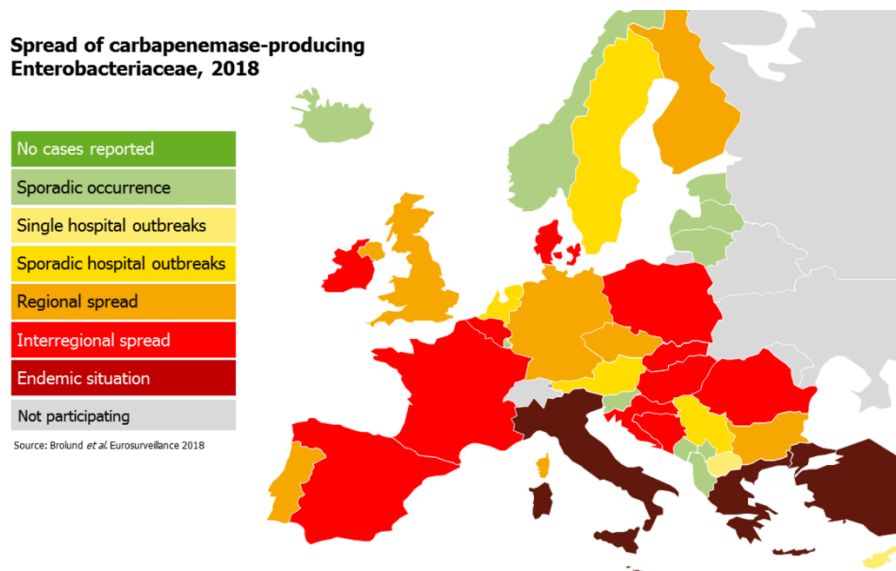 Spread of carbapenemase-producing
Enterobacteriaceae, 2018
No cases reported
Sporadic occurrence
Single hospital outbreaks
Sporadic hospital outbreaks
Regional spread
Interregional spread
Endemic situation
Not participating
Source: Brolund et al. Eurosurveillance 2018